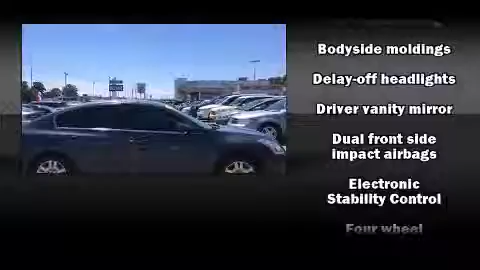 Bodyside moldings
Delay-off headlights
Driver vanity mirror
Dual front side
impact airbags
Electronic
Stability Control
Four wheel